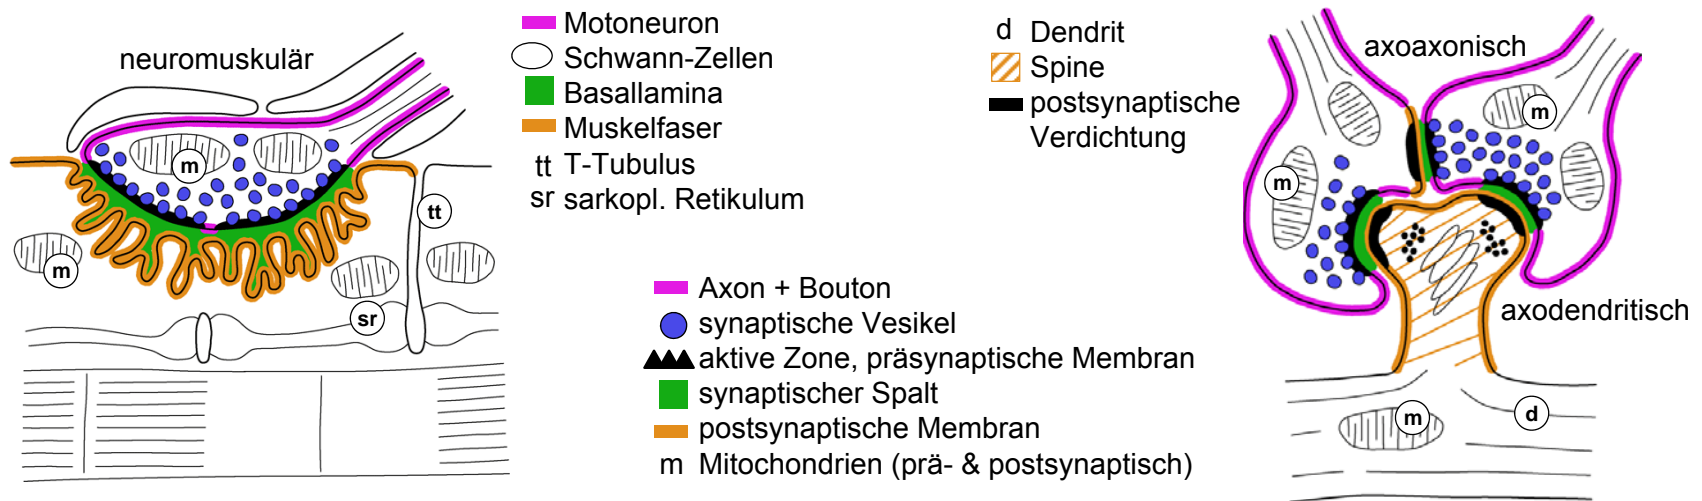 neuromuskulär
Motoneuron
Schwann-Zellen
Basallamina
Muskelfaser
tt T-Tubulus
sr sarkopl. Retikulum
m
tt
m
sr
d Dendrit
Spine
postsynaptische
Verdichtung
Axon + Bouton
synaptische Vesikel
aktive Zone, präsynaptische Membran
synaptischer Spalt
postsynaptische Membran
m Mitochondrien (prä- & postsynaptisch)
axoaxonisch
m
m
axodendritisch
m
d